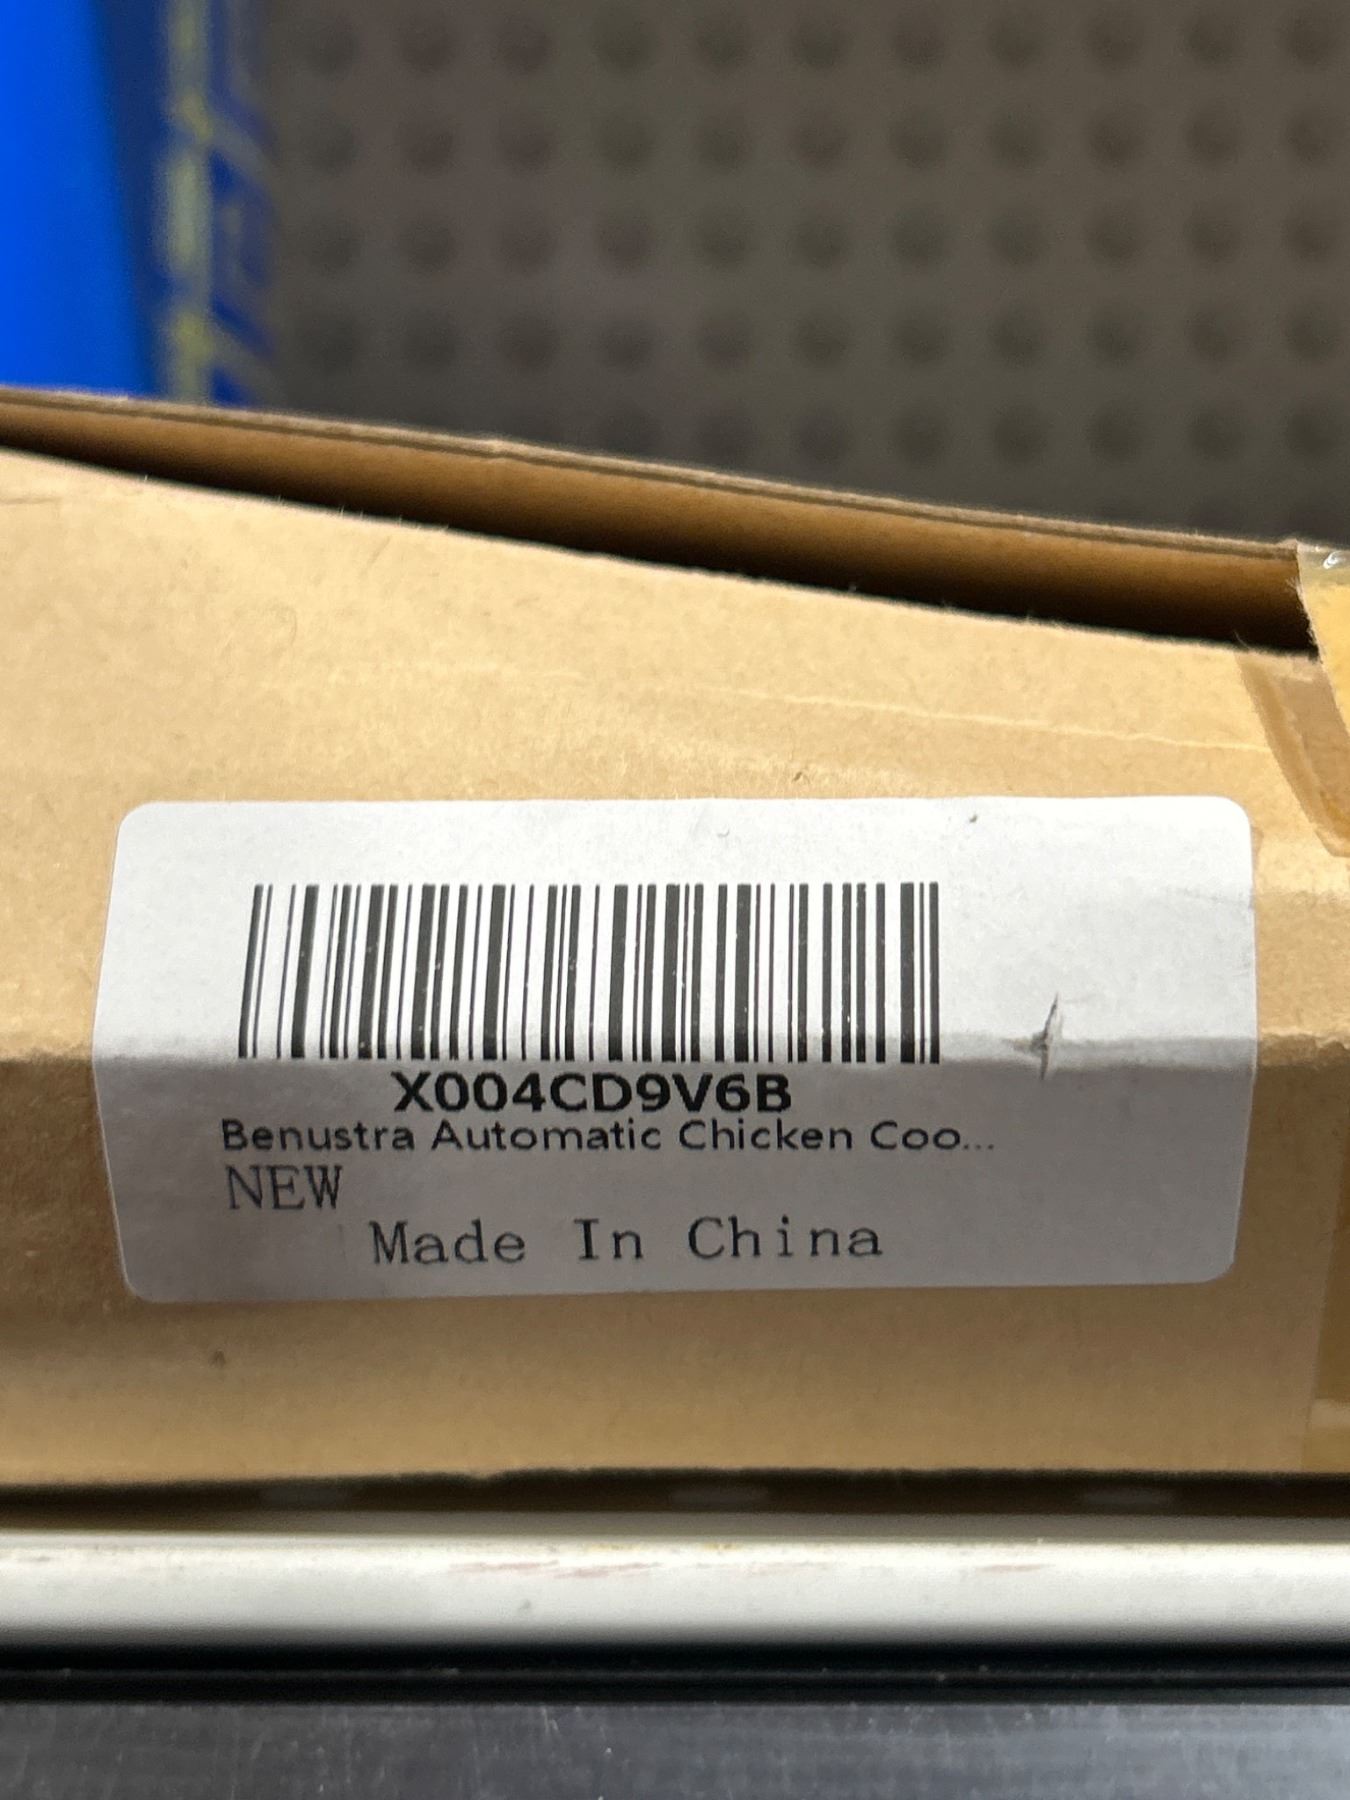 X004CD9V6B
Benustra Automatic Chicken Coo...
NEW
Made In China